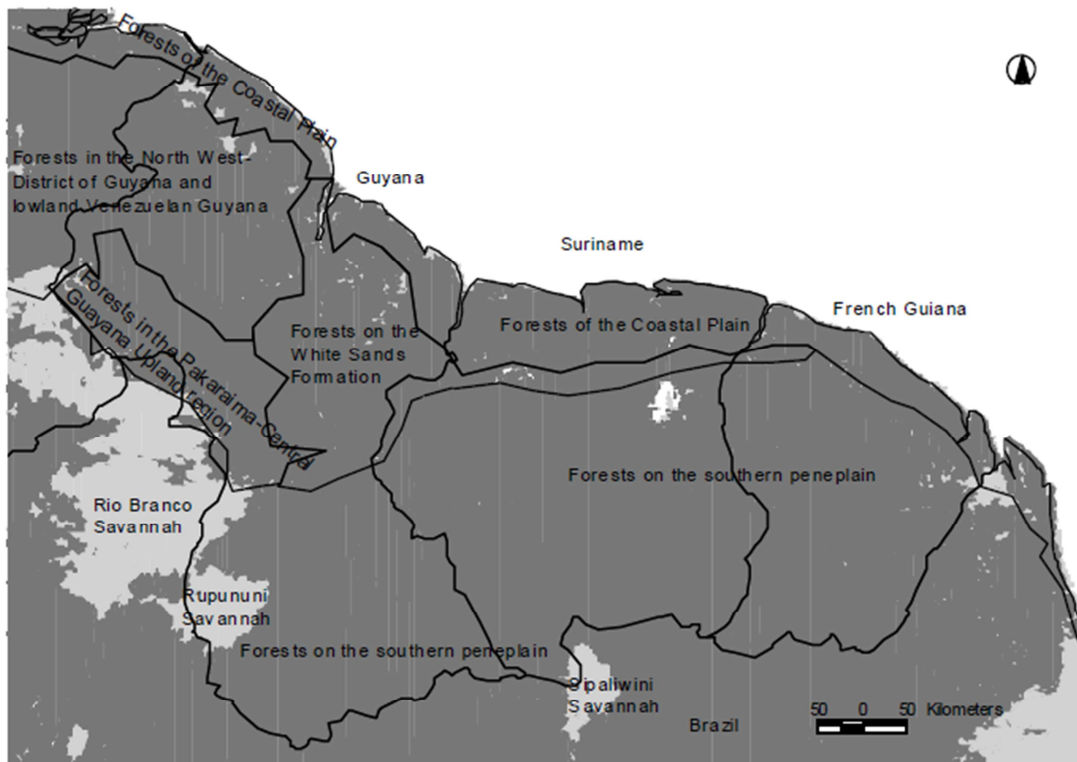 Forests of the Coastal Plain
Forests in the North West-
District of Guyana and
lowland Venezuelan Guyana
Guyana
Suriname
French Guiana
Forests in the Pakaraima-Central
Guayana Upland region
Forests on the
White Sands
Formation
Forests of the Coastal Plain
Forests on the southern peneplain
Rio Branco
Savannah
Rupununi
Savannah
Forests on the southern peneplain
Sipaliwini
Savannah
Brazil
50 0 50 Kilometers